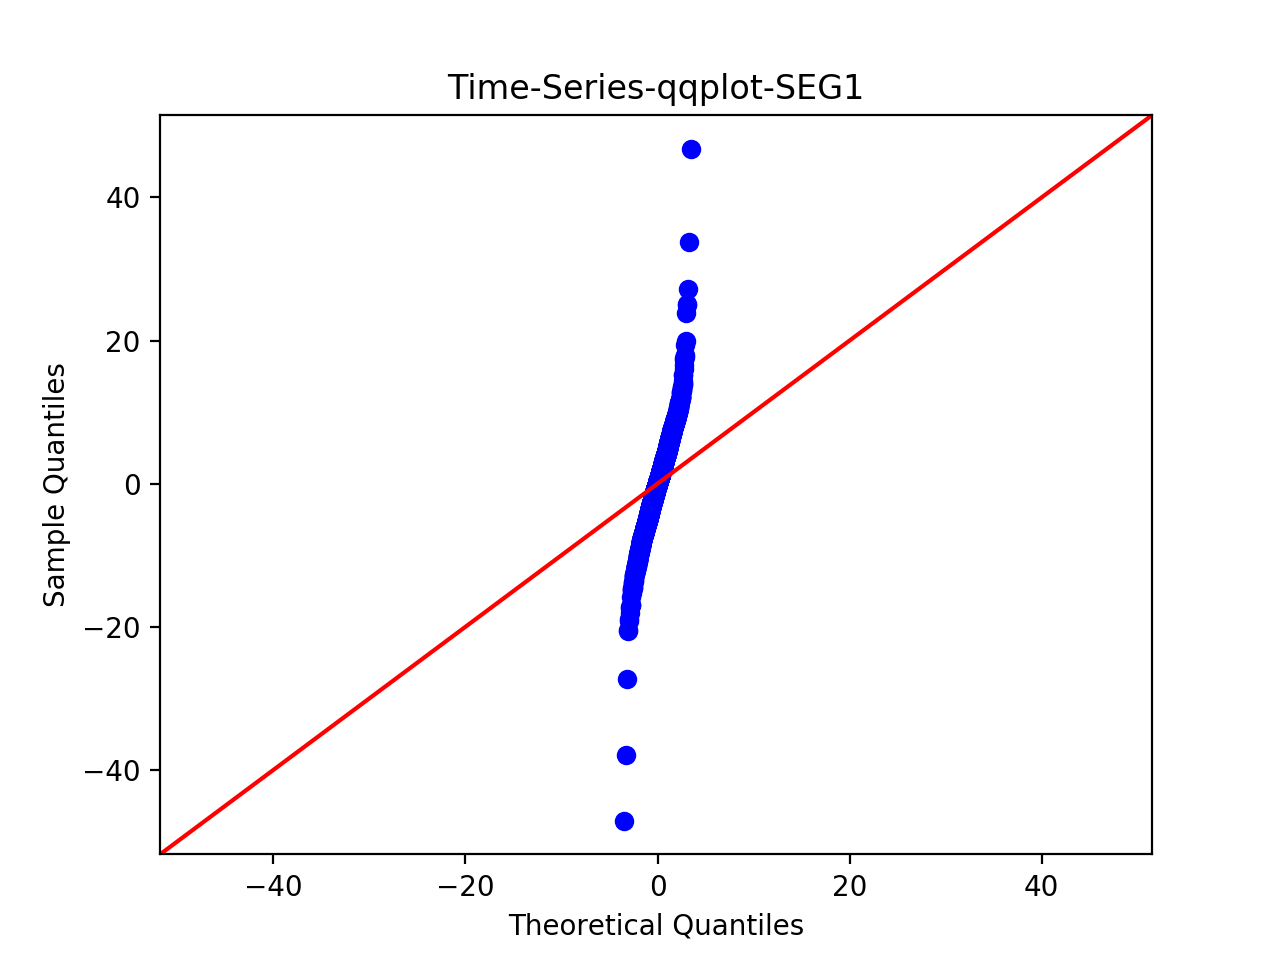 Time-Series-qqplot-SEG1
40
20
0
−20
−40
Sample Quantiles
−40 −20 0 20 40
Theoretical Quantiles